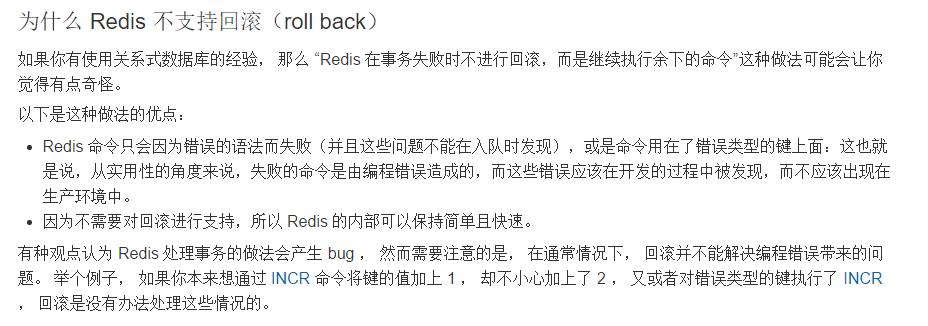 为什么 Redis 不支持回滚（roll back）
如果你有使用关系式数据库的经验， 那么 “Redis 在事务失败时不进行回滚，而是继续执行余下的命令”这种做法可能会让你
觉得有点奇怪。
以下是这种做法的优点：
• Redis 命令只会因为错误的语法而失败（并且这些问题不能在入队时发现），或是命令用在了错误类型的键上面：这也就
是说，从实用性的角度来说，失败的命令是由编程错误造成的，而这些错误应该在开发的过程中被发现，而不应该出现在
生产环境中。
• 因为不需要对回滚进行支持，所以 Redis 的内部可以保持简单且快速。
有种观点认为 Redis 处理事务的做法会产生 bug ， 然而需要注意的是， 在通常情况下， 回滚并不能解决编程错误带来的问
题。 举个例子， 如果你本来想通过 INCR 命令将键的值加上 1 ， 却不小心加上了 2 ， 又或者对错误类型的键执行了 INCR
， 回滚是没有办法处理这些情况的。